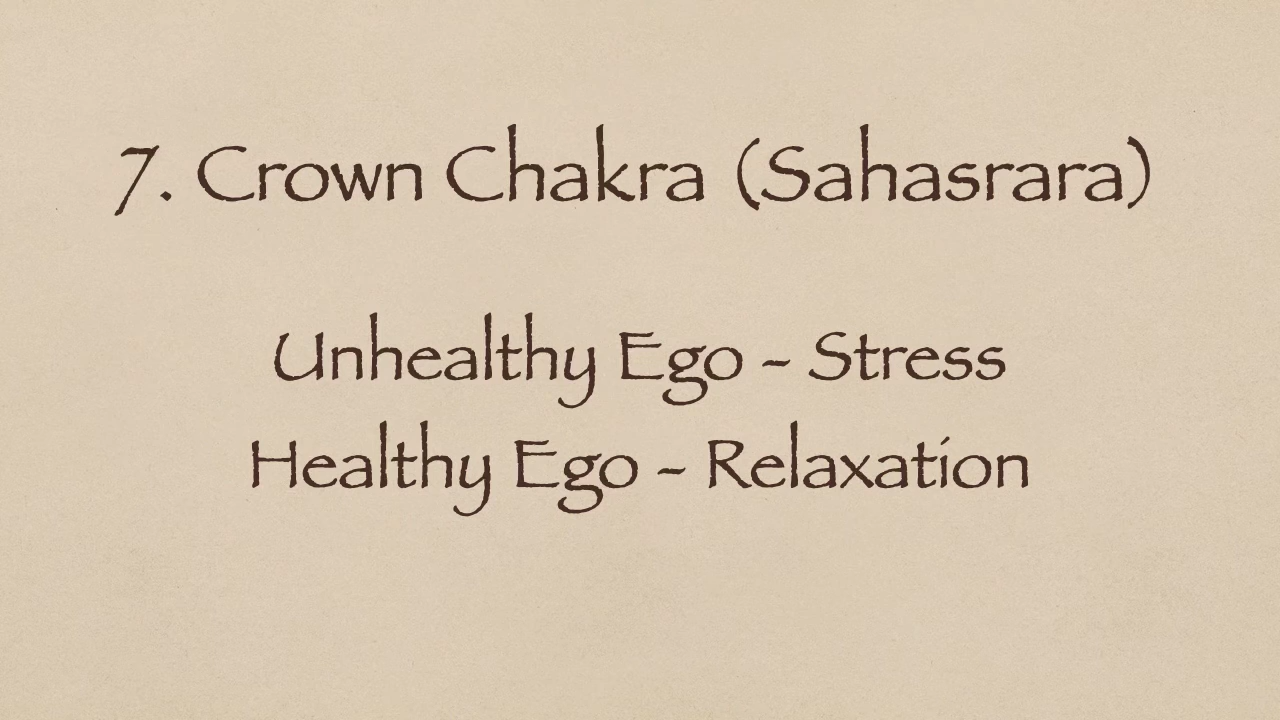 7. Crown Chakra (Sahasrara)
Unhealthy Ego - Stress
Healthy Ego - Relaxation